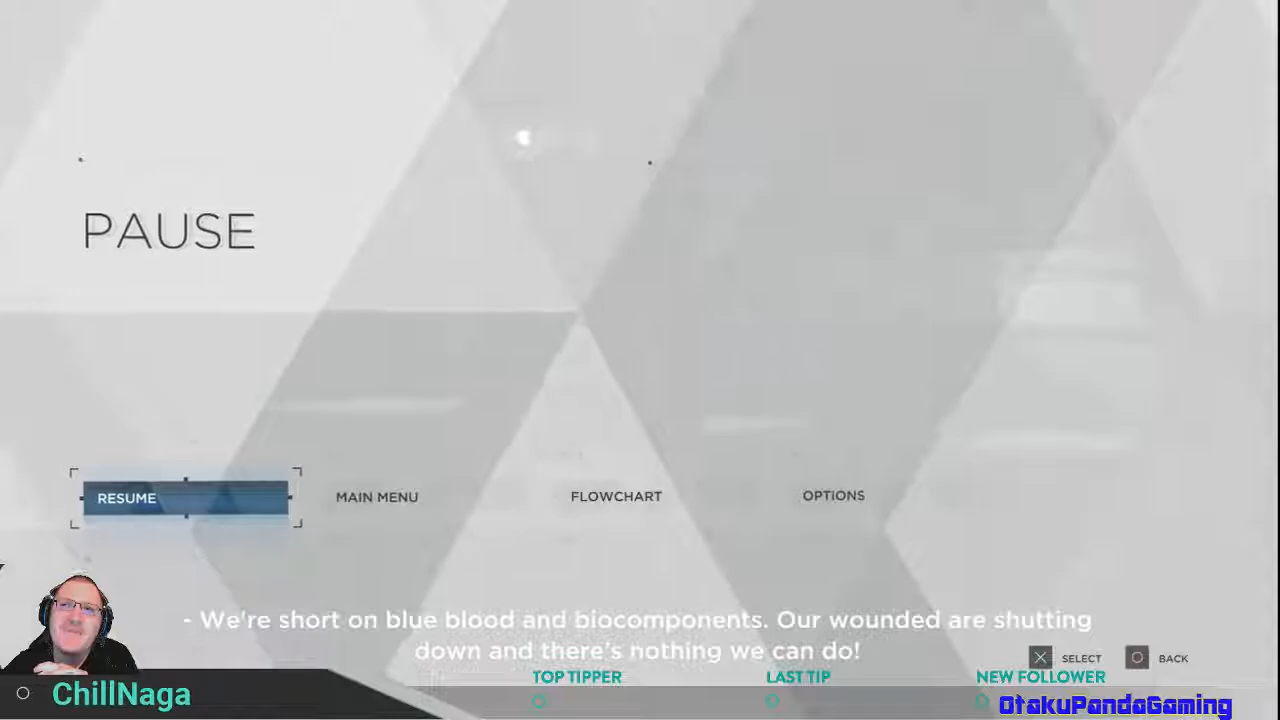 PAUSE
RESUME
MAIN MENU
FLOWCHART
OPTIONS
- We're short on blue blood and biocomponents. Our wounded are shutting
down and there's nothing we can do!
SELECT
BACK
TOP TIPPER
LAST TIP
NEW FOLLOWER
ChillNaga
OtakuPandaGaming